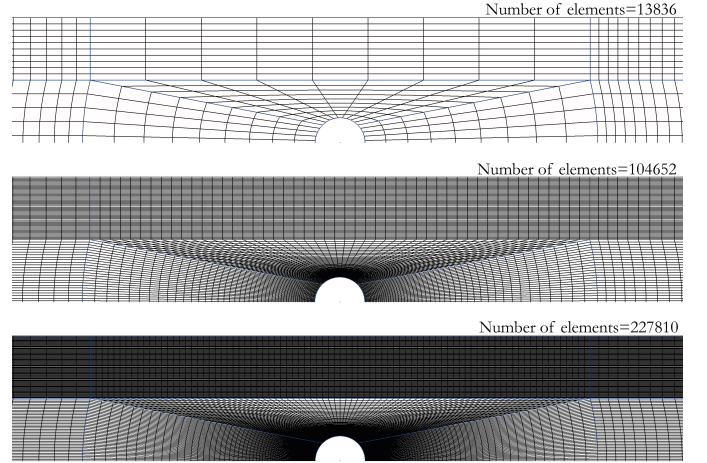 Number of elements=13836
Number of elements=104652
Number of elements=227810